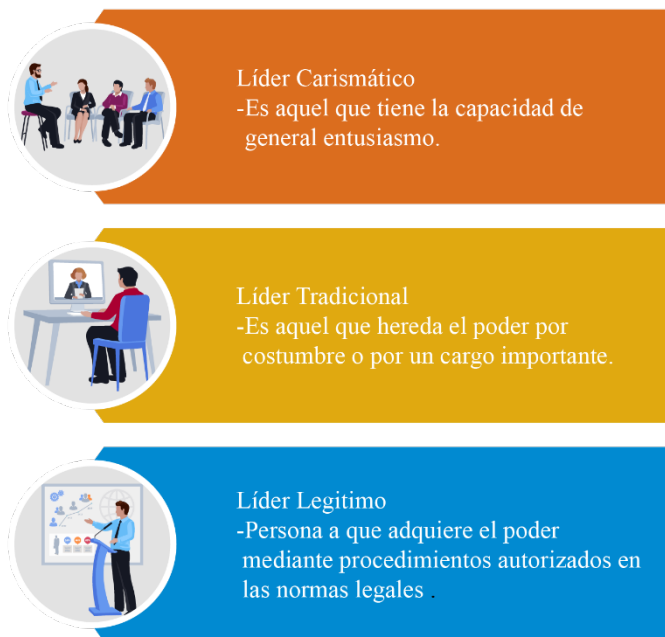 Líder Carismático
-Es aquel que tiene la capacidad de
general entusiasmo.
Líder Tradicional
-Es aquel que hereda el poder por
costumbre o por un cargo importante.
Líder Legitimo
-Persona a que adquiere el poder
mediante procedimientos autorizados en
las normas legales .